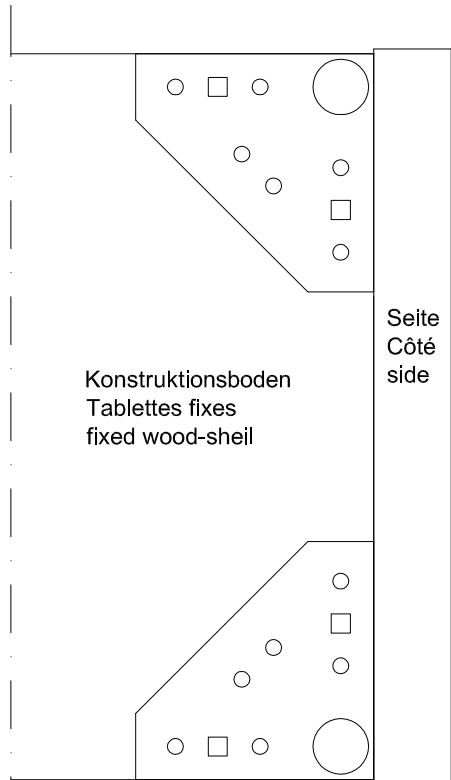 Seite
Côté
side
Konstruktionsboden
Tablettes fixes
fixed wood-sheil